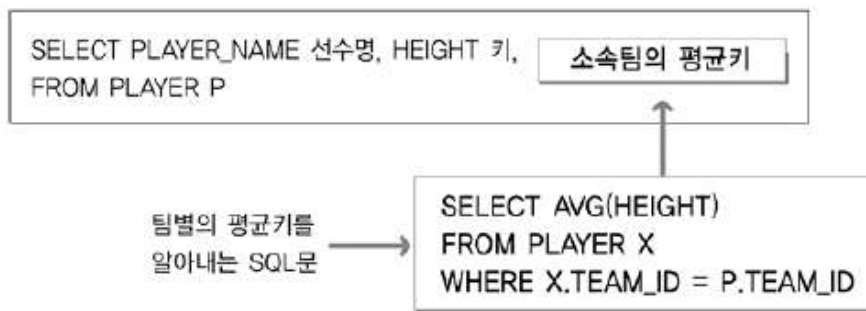 SELECT PLAYER_NAME 선수명, HEIGHT 키,
소속팀의 평균키
FROM PLAYER P
팀별의 평균키를
알아내는 SQL문
SELECT AVG(HEIGHT)
FROM PLAYER X
WHERE X.TEAM_ID = P.TEAM_ID